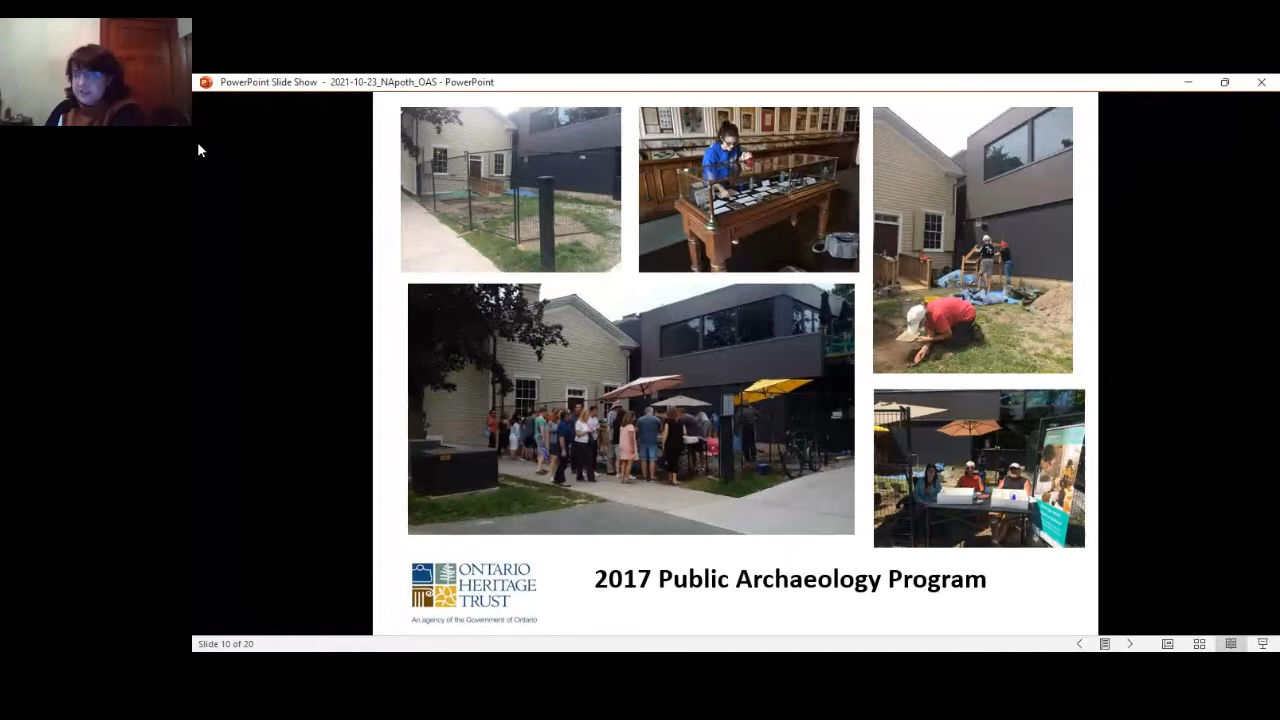 PowerPoint Slide Show - 2021-10-23_NApoth_OAS - PowerPoint
ONTARIO
HERITAGE
TRUST
An agency of the Government of Ontario
2017 Public Archaeology Program
Slide 10 of 20